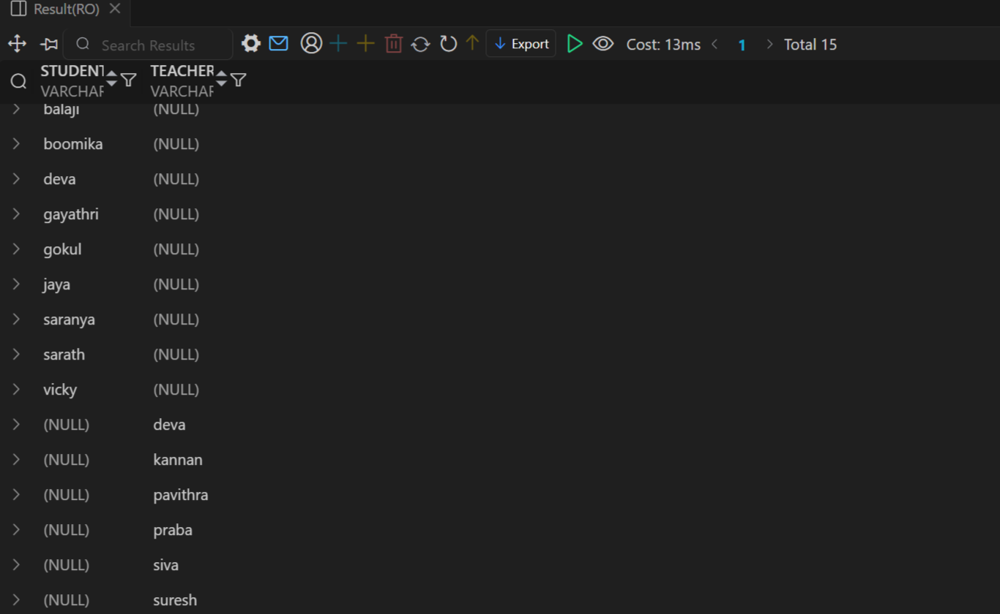 Result(RO)
Search Results Export Cost: 13ms 1 Total 15
STUDENT TEACHER
VARCHAR VARCHAR
balaji (NULL)
boomika (NULL)
deva (NULL)
gayathri (NULL)
gokul (NULL)
jaya (NULL)
saranya (NULL)
sarath (NULL)
vicky (NULL)
(NULL) deva
(NULL) kannan
(NULL) pavithra
(NULL) praba
(NULL) siva
(NULL) suresh